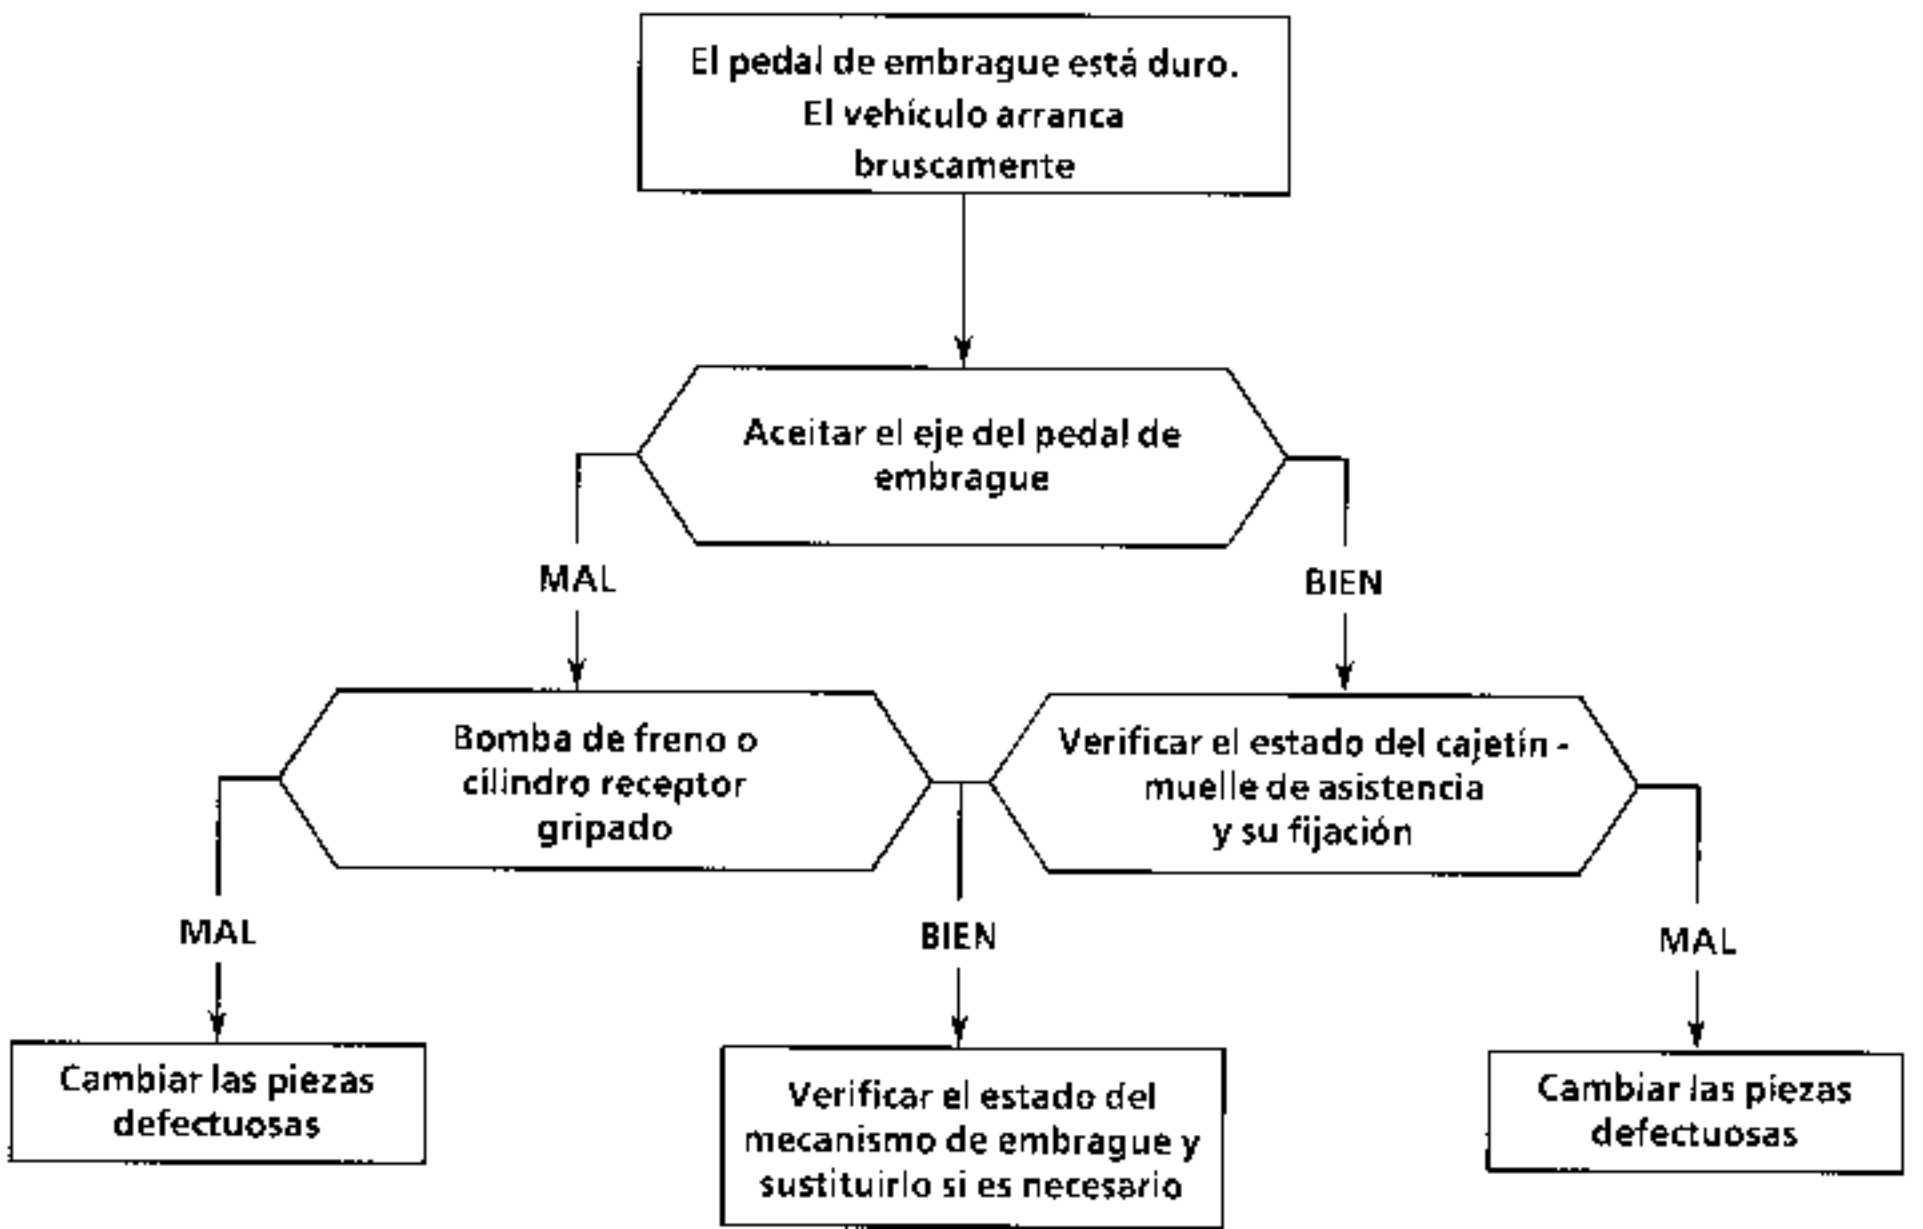 El pedal de embrague está duro.
El vehículo arranca
bruscamente
Aceitar el eje del pedal de
embrague
MAL
BIEN
Bomba de freno o
cilindro receptor
gripado
Verificar el estado del cajetín -
muelle de asistencia
y su fijación
MAL
BIEN
MAL
Cambiar las piezas
defectuosas
Verificar el estado del
mecanismo de embrague y
sustituirlo si es necesario
Cambiar las piezas
defectuosas